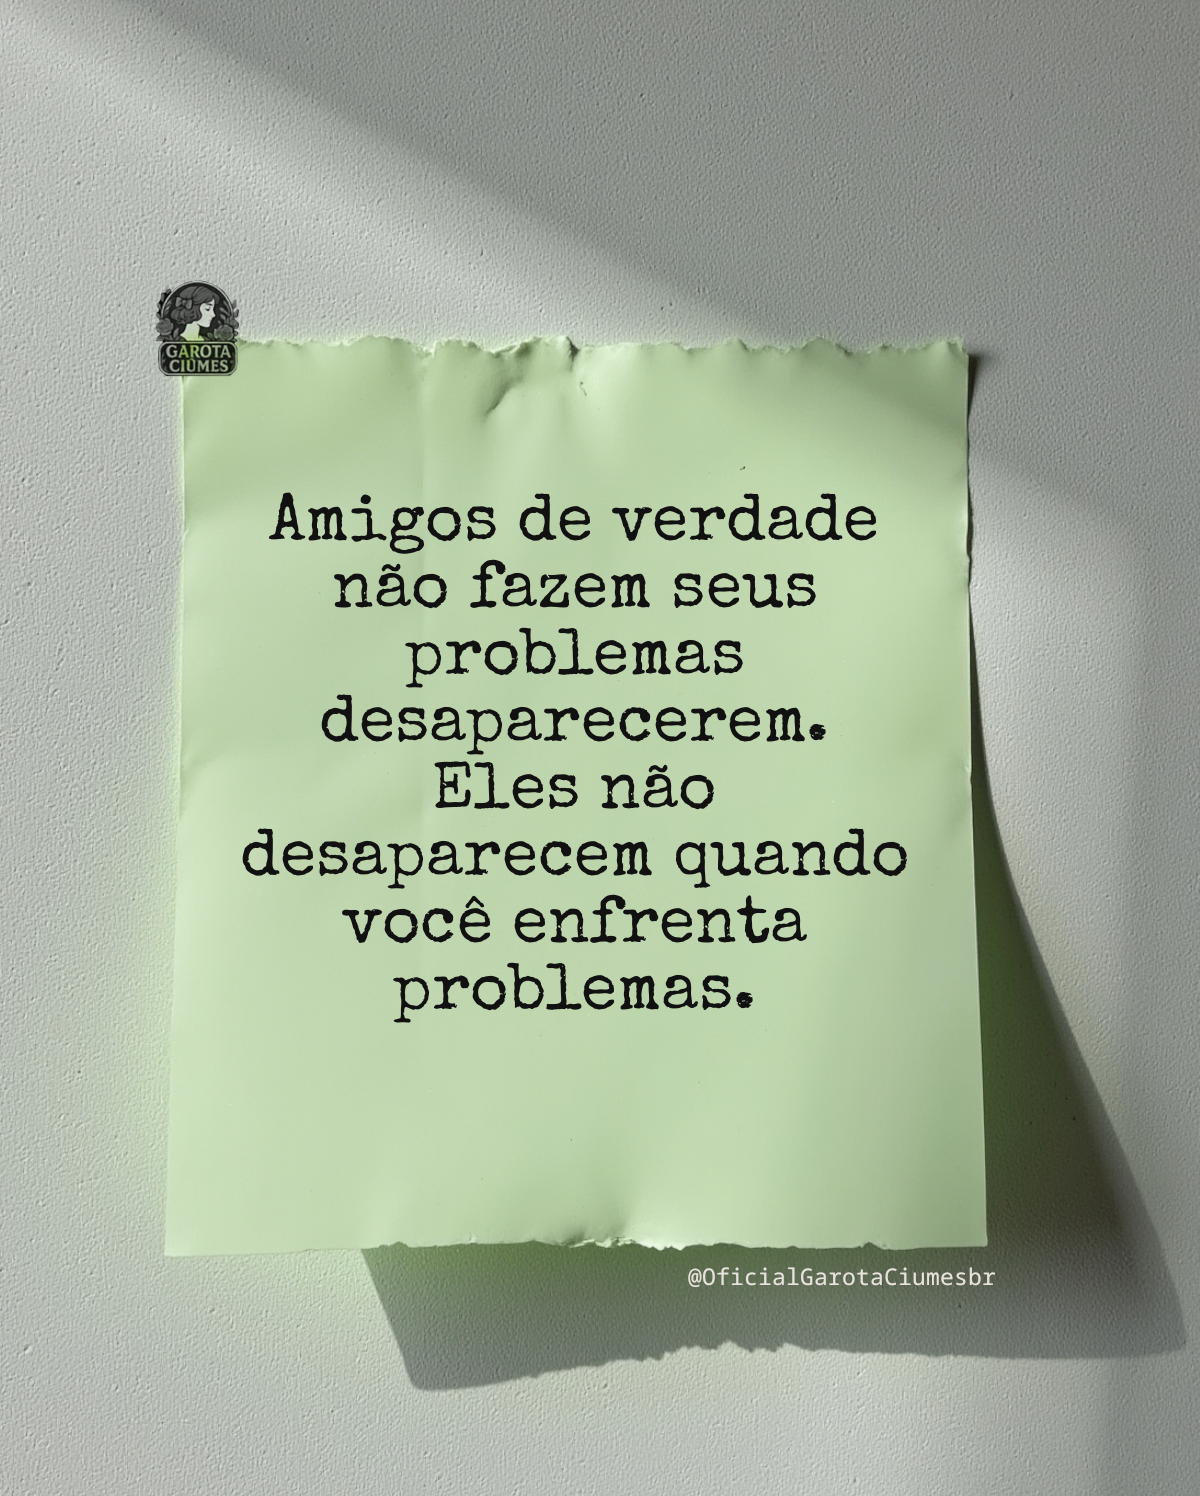 GAROTA
CIÚMES
Amigos de verdade
não fazem seus
problemas
desaparecerem.
Eles não
desaparecem quando
você enfrenta
problemas.
@OficialGarotaCiumesbr